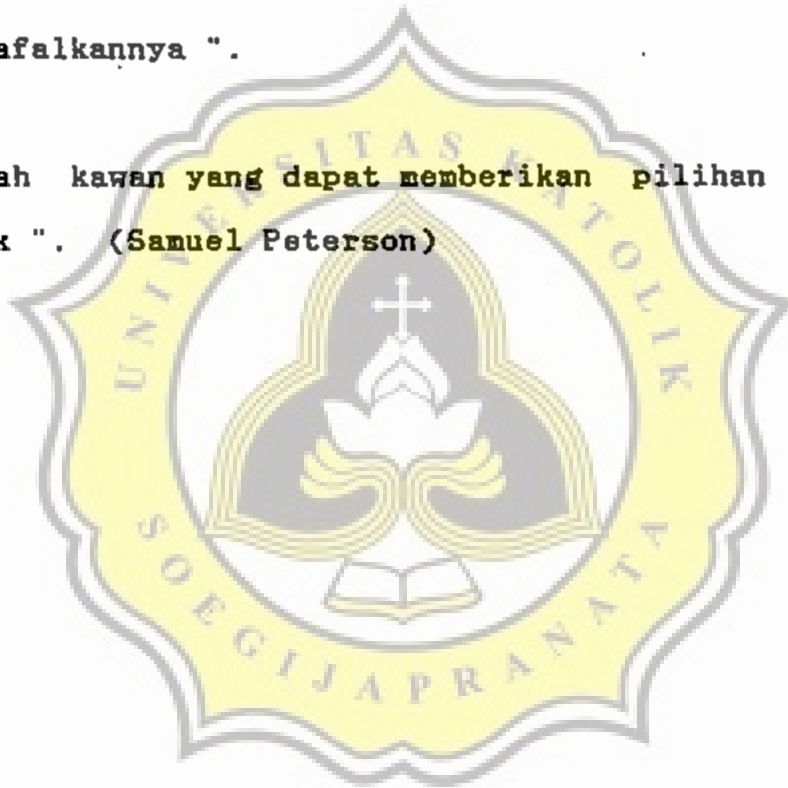 afalkannya ".
ah kawan yang dapat memberikan pilihan
k ". (Samuel Peterson)
UNIVERSITAS KATOLIK
SOEGIJAPRANATA